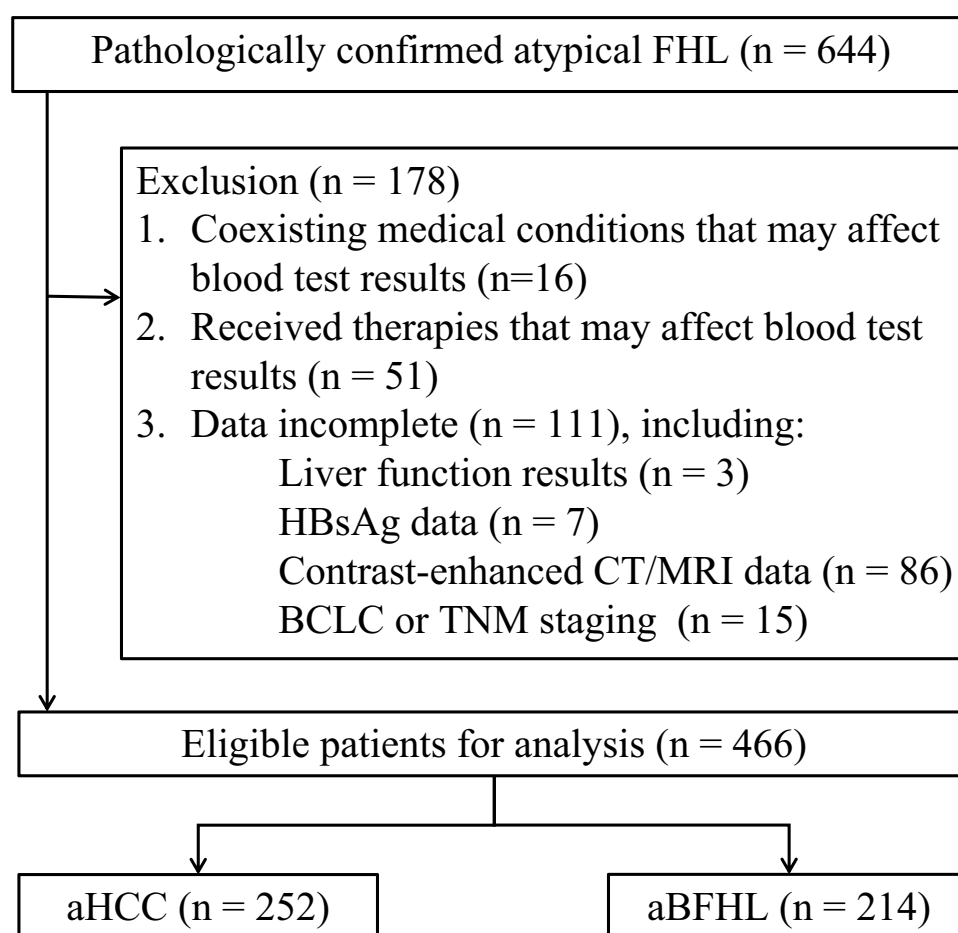 Pathologically confirmed atypical FHL (n = 644)
Exclusion (n = 178)
1. Coexisting medical conditions that may affect
blood test results (n=16)
2. Received therapies that may affect blood test
results (n = 51)
3. Data incomplete (n = 111), including:
Liver function results (n = 3)
HBsAg data (n = 7)
Contrast-enhanced CT/MRI data (n = 86)
BCLC or TNM staging (n = 15)
Eligible patients for analysis (n = 466)
aHCC (n = 252)
aBFHL (n = 214)